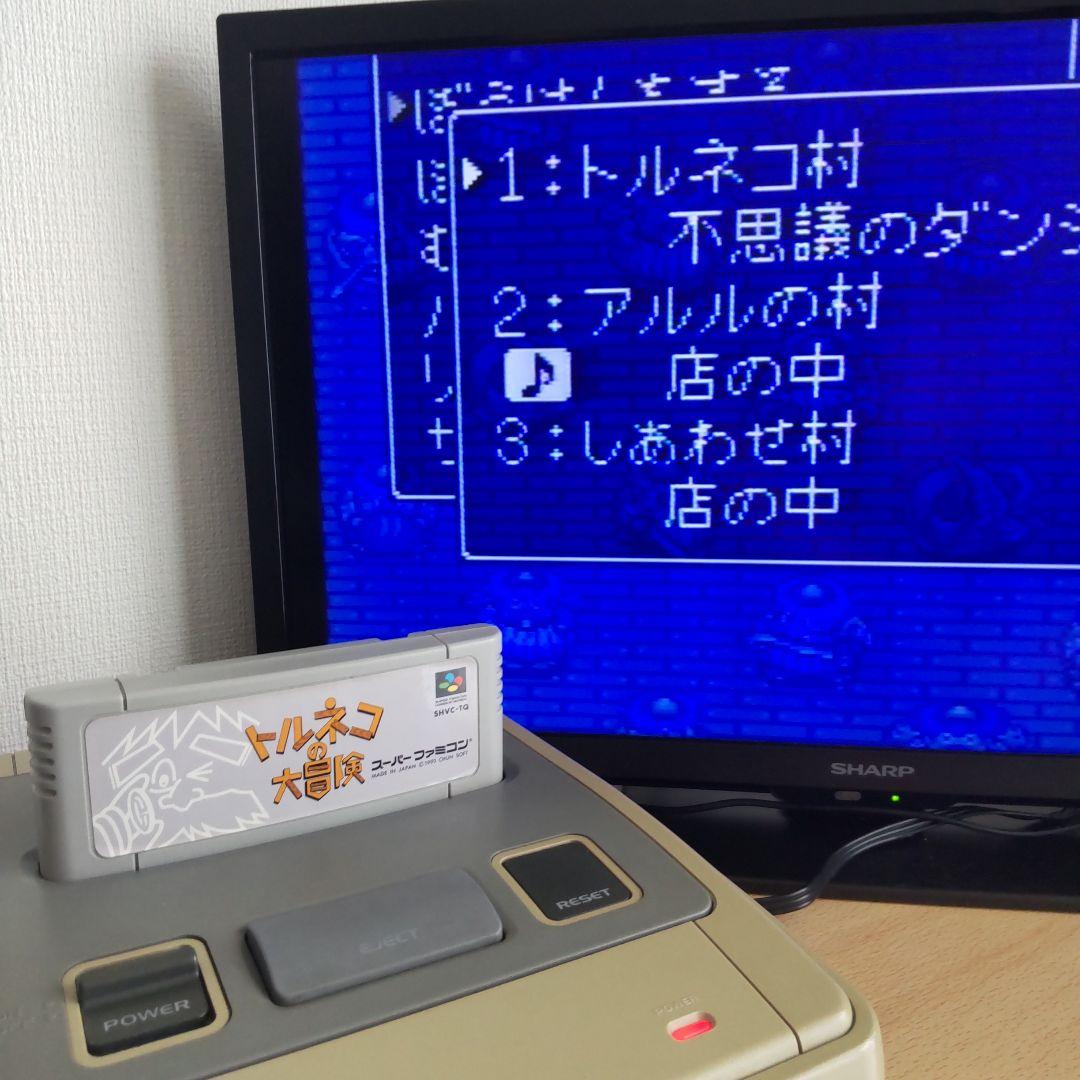 1:トルネコ村
不思議のダン
2:アルルの村
♪ 店の中
3:しあわせ村
店の中
SHARP
SHVC-TQ
トルネコ
の
大冒険
スーパーファミコン
MADE IN JAPAN ©1993 CHUN SOFT
RESET
EJECT
POWER
POWER